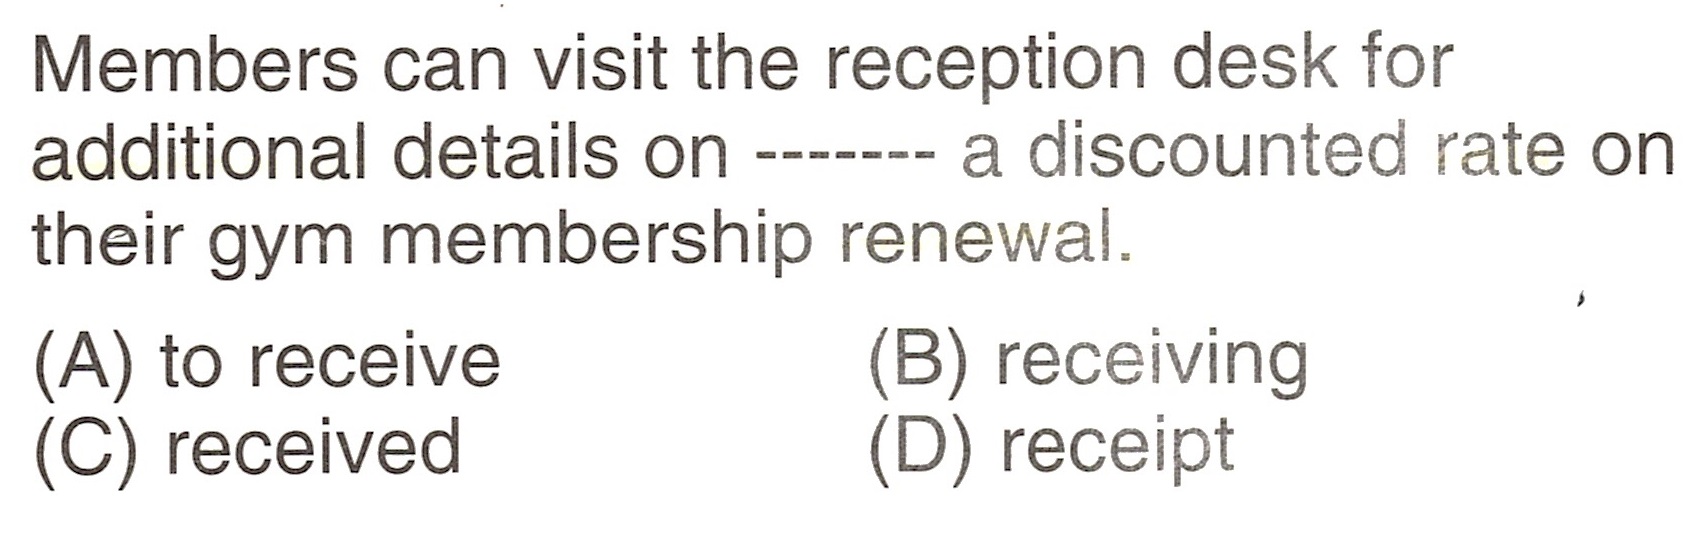 Members can visit the reception desk for
additional details on ------- a discounted rate on
their gym membership renewal.
(A) to receive
(B) receiving
(C) received
(D) receipt